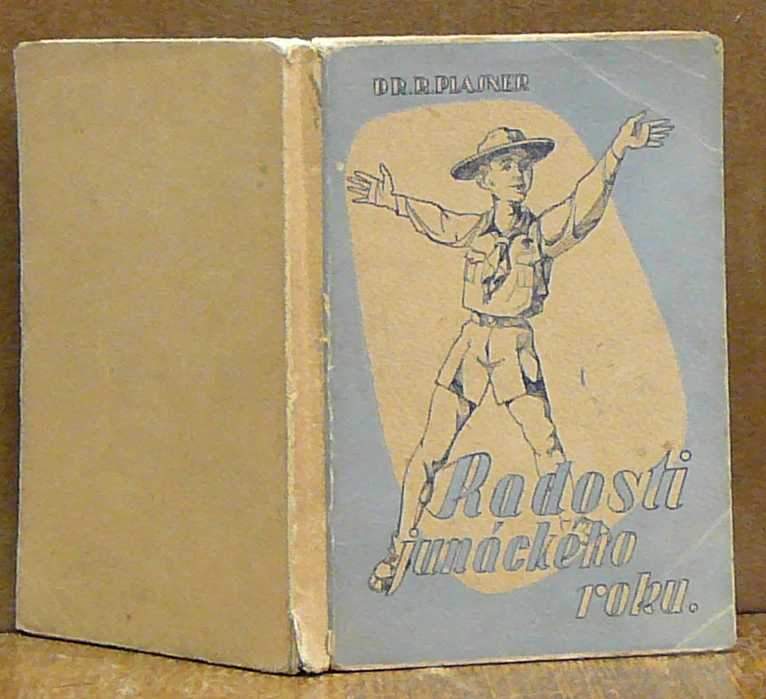 DR. R. PLAJNER
Radosti
junáckého
roku.